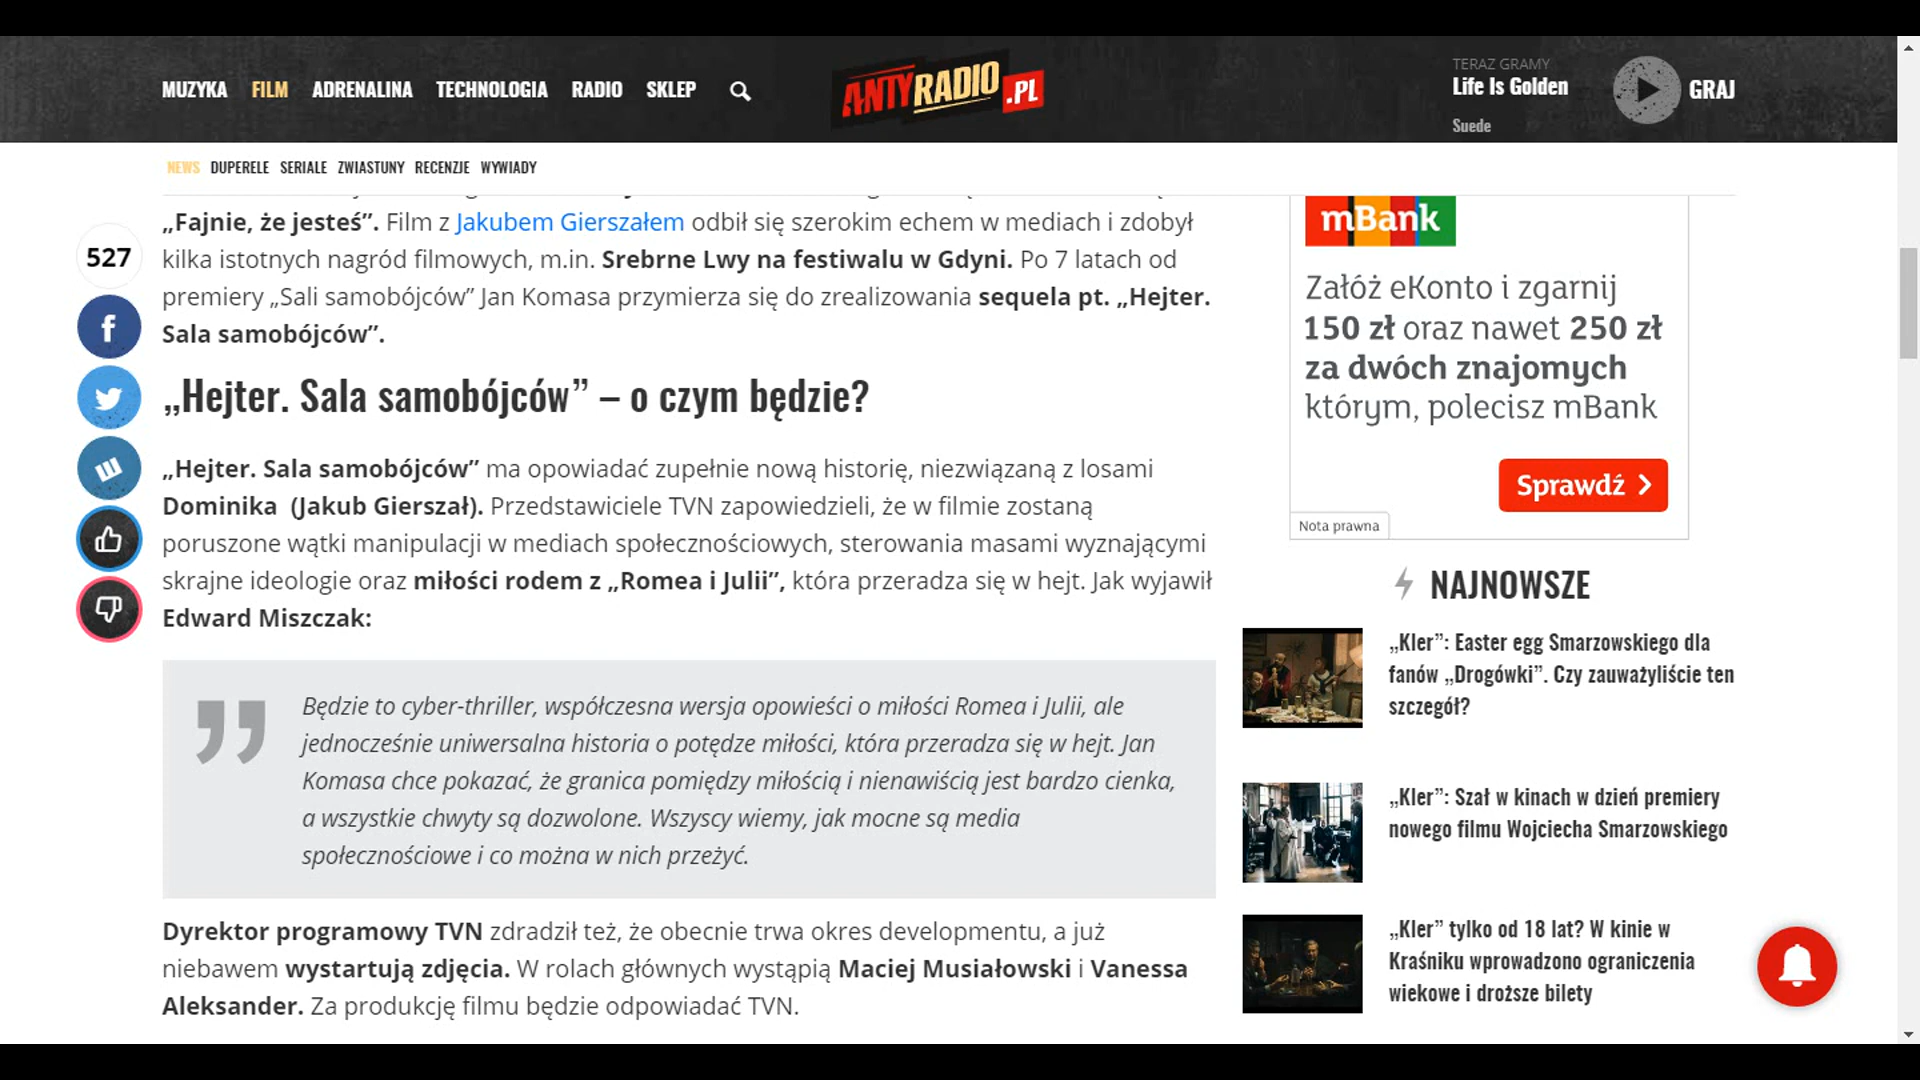 MUZYKA FILM ADRENALINA TECHNOLOGIA RADIO SKLEP
ANTYRADIO.PL
TERAZ GRAMY
Life Is Golden
Suede
GRAJ
NEWS DUPERELE SERIALE ZWIASTUNY RECENZJE WYWIADY
527
„Fajnie, że jesteś”. Film z Jakubem Gierszałem odbił się szerokim echem w mediach i zdobył
kilka istotnych nagród filmowych, m.in. Srebrne Lwy na festiwalu w Gdyni. Po 7 latach od
premiery „Sali samobójców” Jan Komasa przymierza się do zrealizowania sequela pt. „Hejter.
Sala samobójców”.
„Hejter. Sala samobójców” – o czym będzie?
„Hejter. Sala samobójców” ma opowiadać zupełnie nową historię, niezwiązaną z losami
Dominika (Jakub Gierszał). Przedstawiciele TVN zapowiedzieli, że w filmie zostaną
poruszone wątki manipulacji w mediach społecznościowych, sterowania masami wyznającymi
skrajne ideologie oraz miłości rodem z „Romea i Julii”, która przeradza się w hejt. Jak wyjawił
Edward Miszczak:
Będzie to cyber-thriller, współczesna wersja opowieści o miłości Romea i Julii, ale
jednocześnie uniwersalna historia o potędze miłości, która przeradza się w hejt. Jan
Komasa chce pokazać, że granica pomiędzy miłością i nienawiścią jest bardzo cienka,
a wszystkie chwyty są dozwolone. Wszyscy wiemy, jak mocne są media
społecznościowe i co można w nich przeżyć.
Dyrektor programowy TVN zdradził też, że obecnie trwa okres developmentu, a już
niebawem wystartują zdjęcia. W rolach głównych wystąpią Maciej Musiałowski i Vanessa
Aleksander. Za produkcję filmu będzie odpowiadać TVN.
mBank
Załóż eKonto i zgarnij
150 zł oraz nawet 250 zł
za dwóch znajomych
którym, polecisz mBank
Sprawdź
Nota prawna
NAJNOWSZE
„Kler”: Easter egg Smarzowskiego dla
fanów „Drogówki”. Czy zauważyliście ten
szczegół?
„Kler”: Szał w kinach w dzień premiery
nowego filmu Wojciecha Smarzowskiego
„Kler” tylko od 18 lat? W kinie w
Kraśniku wprowadzono ograniczenia
wiekowe i droższe bilety